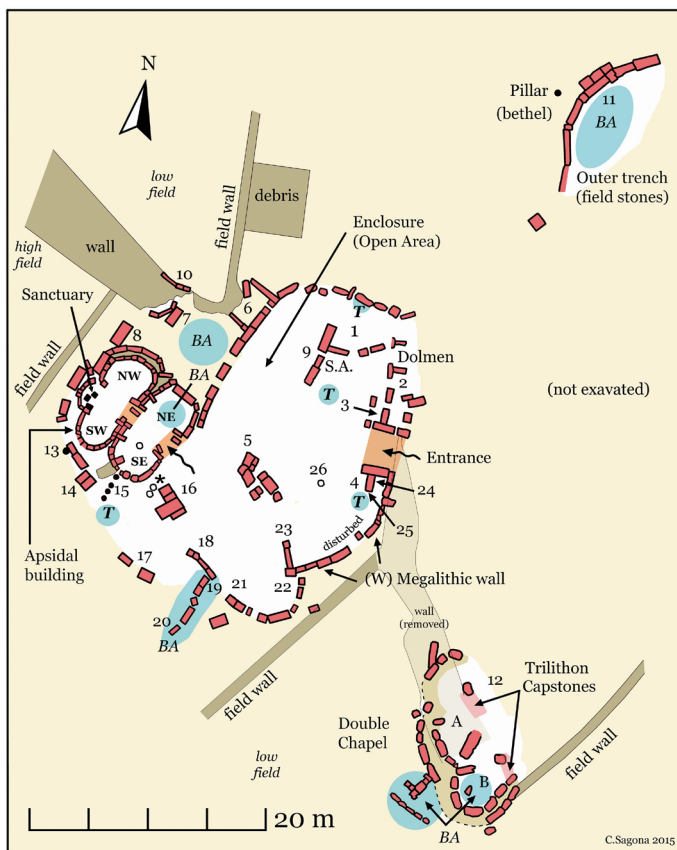 N
Pillar
(bethel)
11
BA
Outer trench
(field stones)
low
field
debris
field wall
Enclosure
(Open Area)
wall
high
field
10
Sanctuary
7
6
T
1
8
BA
9
S.A.
Dolmen
BA
NW
field wall
2
(not exavated)
T
3
NE
SW
5
Entrance
13
SE
26
4
24
14
15
*
16
T
T
25
disturbed
Apsidal
building
17
18
23
(W) Megalithic wall
19
21
22
20
BA
wall
(removed)
field wall
12
Trilithon
Capstones
A
Double
Chapel
low
field
B
field wall
BA
20 m
C.Sagona 2015